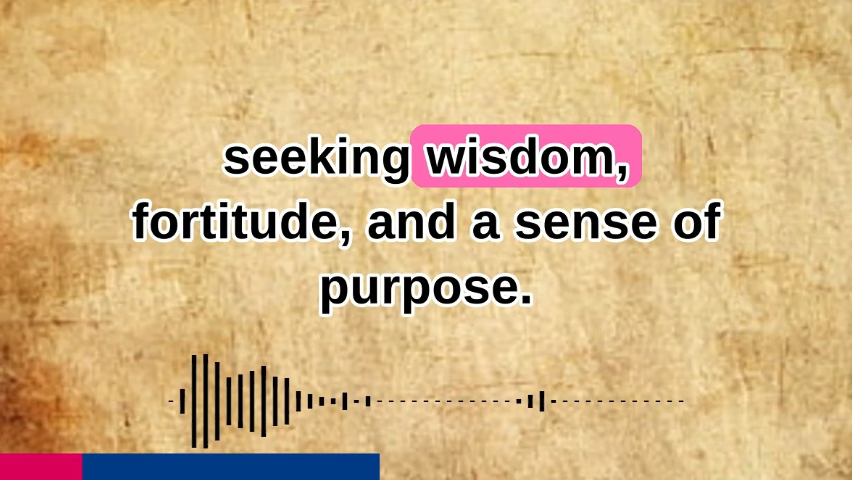 seeking wisdom,
fortitude, and a sense of
purpose.